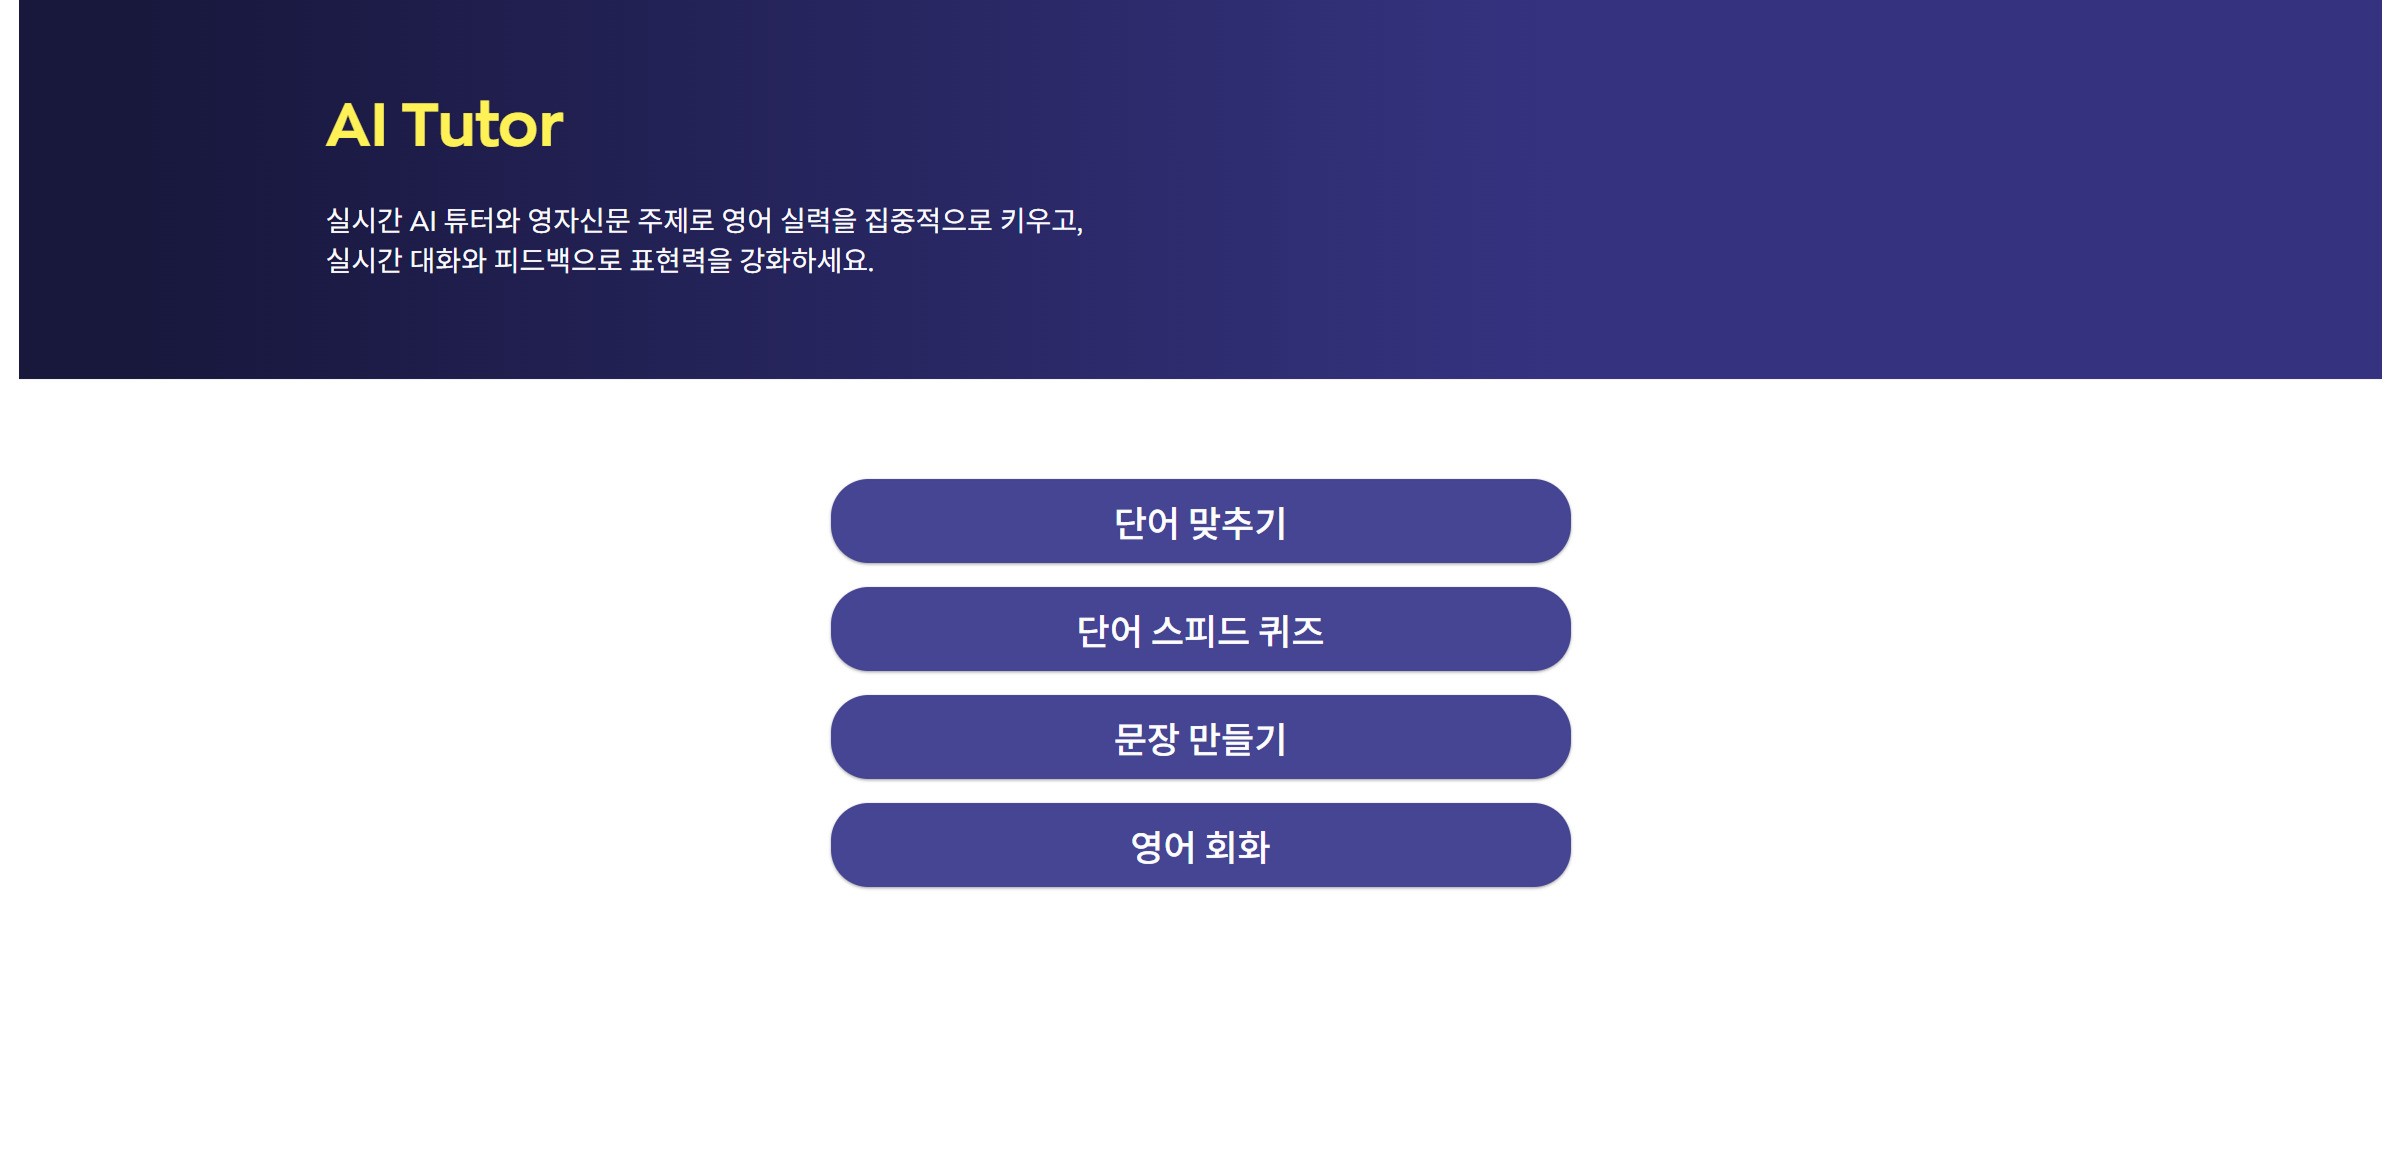 AI Tutor
실시간 AI 튜터와 영자신문 주제로 영어 실력을 집중적으로 키우고,
실시간 대화와 피드백으로 표현력을 강화하세요.
단어 맞추기
단어 스피드 퀴즈
문장 만들기
영어 회화